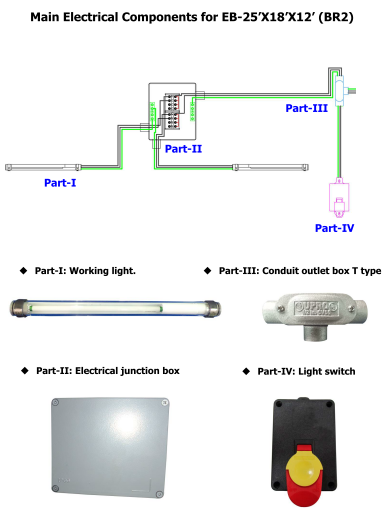 Main Electrical Components for EB-25’X18’X12’ (BR2)
Part-III
Part-II
Part-I
Part-IV
◆ Part-I: Working light.
◆ Part-III: Conduit outlet box T type
◆ Part-II: Electrical junction box
◆ Part-IV: Light switch